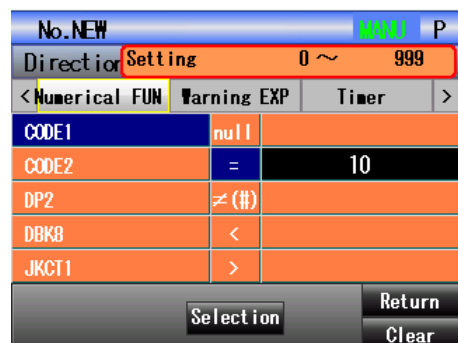 No.NEW MANU P
Direction Setting 0 ～ 999
< Numerical FUN Warning EXP Timer >
CODE1 null
CODE2 = 10
DP2 ≠(#)
DBK8 <
JKCT1 >
Selection
Return
Clear